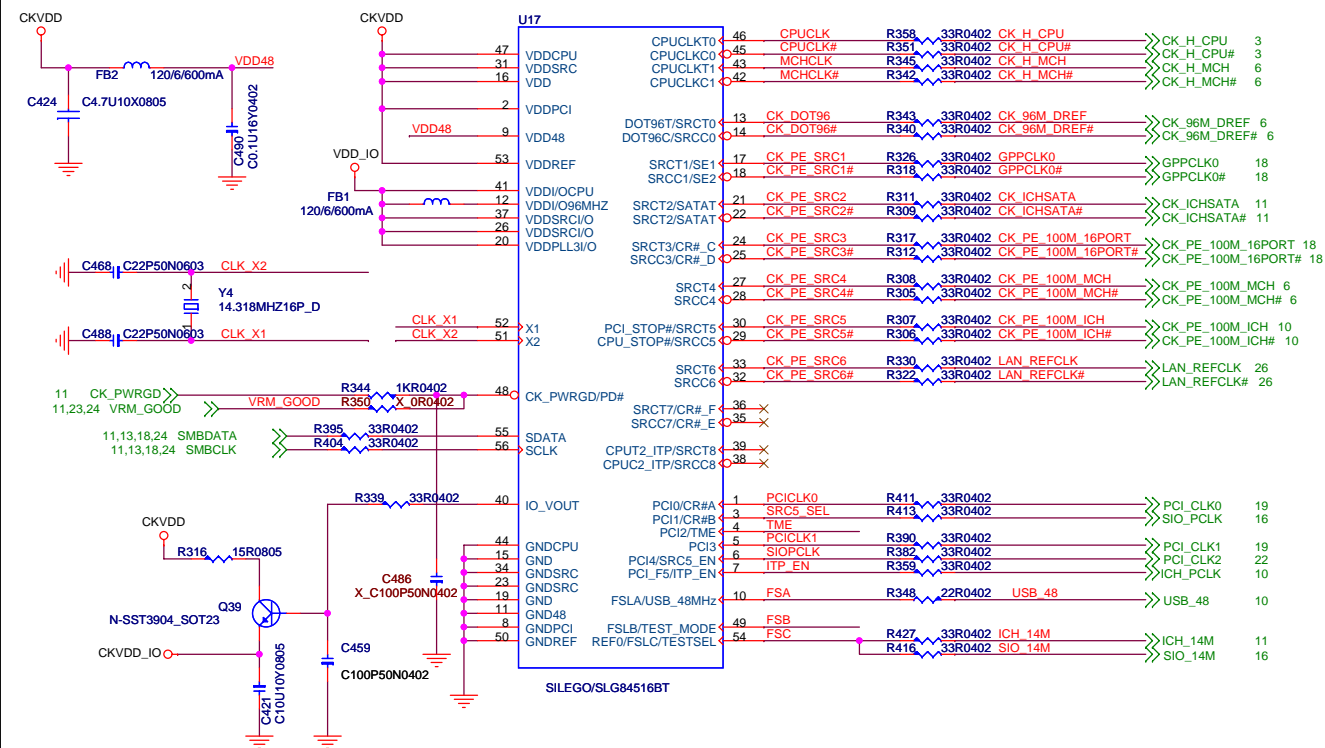 CKVDD
FB2
120/6/600mA
VDD48
C424
C4.7U10X0805
C490
C0.1U16Y0402
CKVDD
VDD48
VDD_IO
FB1
120/6/600mA
C468
C22P50N0603
CLK_X2
2
Y4
14.318MHZ16P_D
1
C488
C22P50N0603
CLK_X1
CLK_X1
CLK_X2
11 CK_PWRGD
11,23,24 VRM_GOOD
VRM_GOOD
R344 1KR0402
R350 X_0R0402
11,13,18,24 SMBDATA
11,13,18,24 SMBCLK
R395 33R0402
R404 33R0402
R339 33R0402
CKVDD
R316 15R0805
Q39
N-SST3904_SOT23
CKVDD_IO
C421
C10U10Y0805
C459
C100P50N0402
C486
X_C100P50N0402
U17
47 VDDCPU
31 VDDSRC
16 VDD
2 VDDPCI
9 VDD48
53 VDDREF
41 VDDI/OCPU
12 VDDI/O96MHZ
37 VDDSRCI/O
26 VDDSRCI/O
20 VDDPLL3I/O
52 X1
51 X2
48 CK_PWRGD/PD#
55 SDATA
56 SCLK
40 IO_VOUT
44 GNDCPU
15 GND
34 GNDSRC
23 GNDSRC
19 GND
11 GND48
8 GNDPCI
50 GNDREF
SILEGO/SLG84516BT
CPUCLKT0 46 CPUCLK R358 33R0402 CK_H_CPU CK_H_CPU 3
CPUCLKC0 45 CPUCLK# R351 33R0402 CK_H_CPU# CK_H_CPU# 3
CPUCLKT1 43 MCHCLK R345 33R0402 CK_H_MCH CK_H_MCH 6
CPUCLKC1 42 MCHCLK# R342 33R0402 CK_H_MCH# CK_H_MCH# 6
DOT96T/SRCT0 13 CK_DOT96 R343 33R0402 CK_96M_DREF CK_96M_DREF 6
DOT96C/SRCC0 14 CK_DOT96# R340 33R0402 CK_96M_DREF# CK_96M_DREF# 6
SRCT1/SE1 17 CK_PE_SRC1 R326 33R0402 GPPCLK0 GPPCLK0 18
SRCC1/SE2 18 CK_PE_SRC1# R318 33R0402 GPPCLK0# GPPCLK0# 18
SRCT2/SATAT 21 CK_PE_SRC2 R311 33R0402 CK_ICHSATA CK_ICHSATA 11
SRCT2/SATAT 22 CK_PE_SRC2# R309 33R0402 CK_ICHSATA# CK_ICHSATA# 11
SRCT3/CR#_C 24 CK_PE_SRC3 R317 33R0402 CK_PE_100M_16PORT CK_PE_100M_16PORT 18
SRCC3/CR#_D 25 CK_PE_SRC3# R312 33R0402 CK_PE_100M_16PORT# CK_PE_100M_16PORT# 18
SRCT4 27 CK_PE_SRC4 R308 33R0402 CK_PE_100M_MCH CK_PE_100M_MCH 6
SRCC4 28 CK_PE_SRC4# R305 33R0402 CK_PE_100M_MCH# CK_PE_100M_MCH# 6
PCI_STOP#/SRCT5 30 CK_PE_SRC5 R307 33R0402 CK_PE_100M_ICH CK_PE_100M_ICH 10
CPU_STOP#/SRCC5 29 CK_PE_SRC5# R306 33R0402 CK_PE_100M_ICH# CK_PE_100M_ICH# 10
SRCT6 33 CK_PE_SRC6 R330 33R0402 LAN_REFCLK LAN_REFCLK 26
SRCC6 32 CK_PE_SRC6# R322 33R0402 LAN_REFCLK# LAN_REFCLK# 26
SRCT7/CR#_F 36
SRCC7/CR#_E 35
CPUT2_ITP/SRCT8 39
CPUC2_ITP/SRCC8 38
PCI0/CR#A 1 PCICLK0 R411 33R0402 PCI_CLK0 19
PCI1/CR#B 3 SRC5_SEL R413 33R0402 SIO_PCLK 16
PCI2/TME 4 TME
PCI3 5 PCICLK1 R390 33R0402 PCI_CLK1 19
PCI4/SRC5_EN 6 SIOPCLK R382 33R0402 PCI_CLK2 22
PCI_F5/ITP_EN 7 ITP_EN R359 33R0402 ICH_PCLK 10
FSLA/USB_48MHz 10 FSA R348 22R0402 USB_48 USB_48 10
FSLB/TEST_MODE 49 FSB
REF0/FSLC/TESTSEL 54 FSC R427 33R0402 ICH_14M ICH_14M 11
R416 33R0402 SIO_14M SIO_14M 16